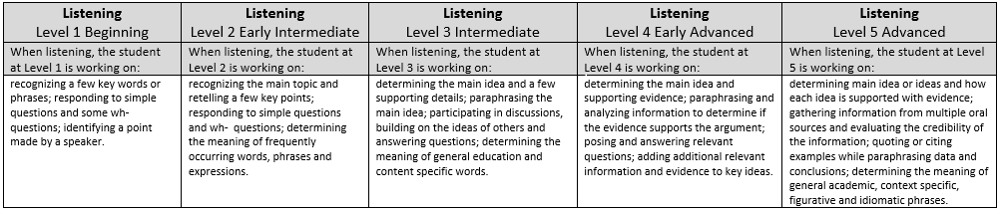 Listening
Level 1 Beginning
When listening, the student
at Level 1 is working on:
recognizing a few key words or
phrases; responding to simple
questions and some wh-
questions; identifying a point
made by a speaker.
Listening
Level 2 Early Intermediate
When listening, the student at
Level 2 is working on:
recognizing the main topic and
retelling a few key points;
responding to simple questions
and wh- questions; determining
the meaning of frequently
occurring words, phrases and
expressions.
Listening
Level 3 Intermediate
When listening, the student at
Level 3 is working on:
determining the main idea and a few
supporting details; paraphrasing the
main idea; participating in discussions,
building on the ideas of others and
answering questions; determining the
meaning of general education and
content specific words.
Listening
Level 4 Early Advanced
When listening, the student at
Level 4 is working on:
determining the main idea and
supporting evidence; paraphrasing and
analyzing information to determine if
the evidence supports the argument;
posing and answering relevant
questions; adding additional relevant
information and evidence to key ideas.
Listening
Level 5 Advanced
When listening, the student at Level
5 is working on:
determining main idea or ideas and how
each idea is supported with evidence;
gathering information from multiple oral
sources and evaluating the credibility of
the information; quoting or citing
examples while paraphrasing data and
conclusions; determining the meaning of
general academic, context specific,
figurative and idiomatic phrases.